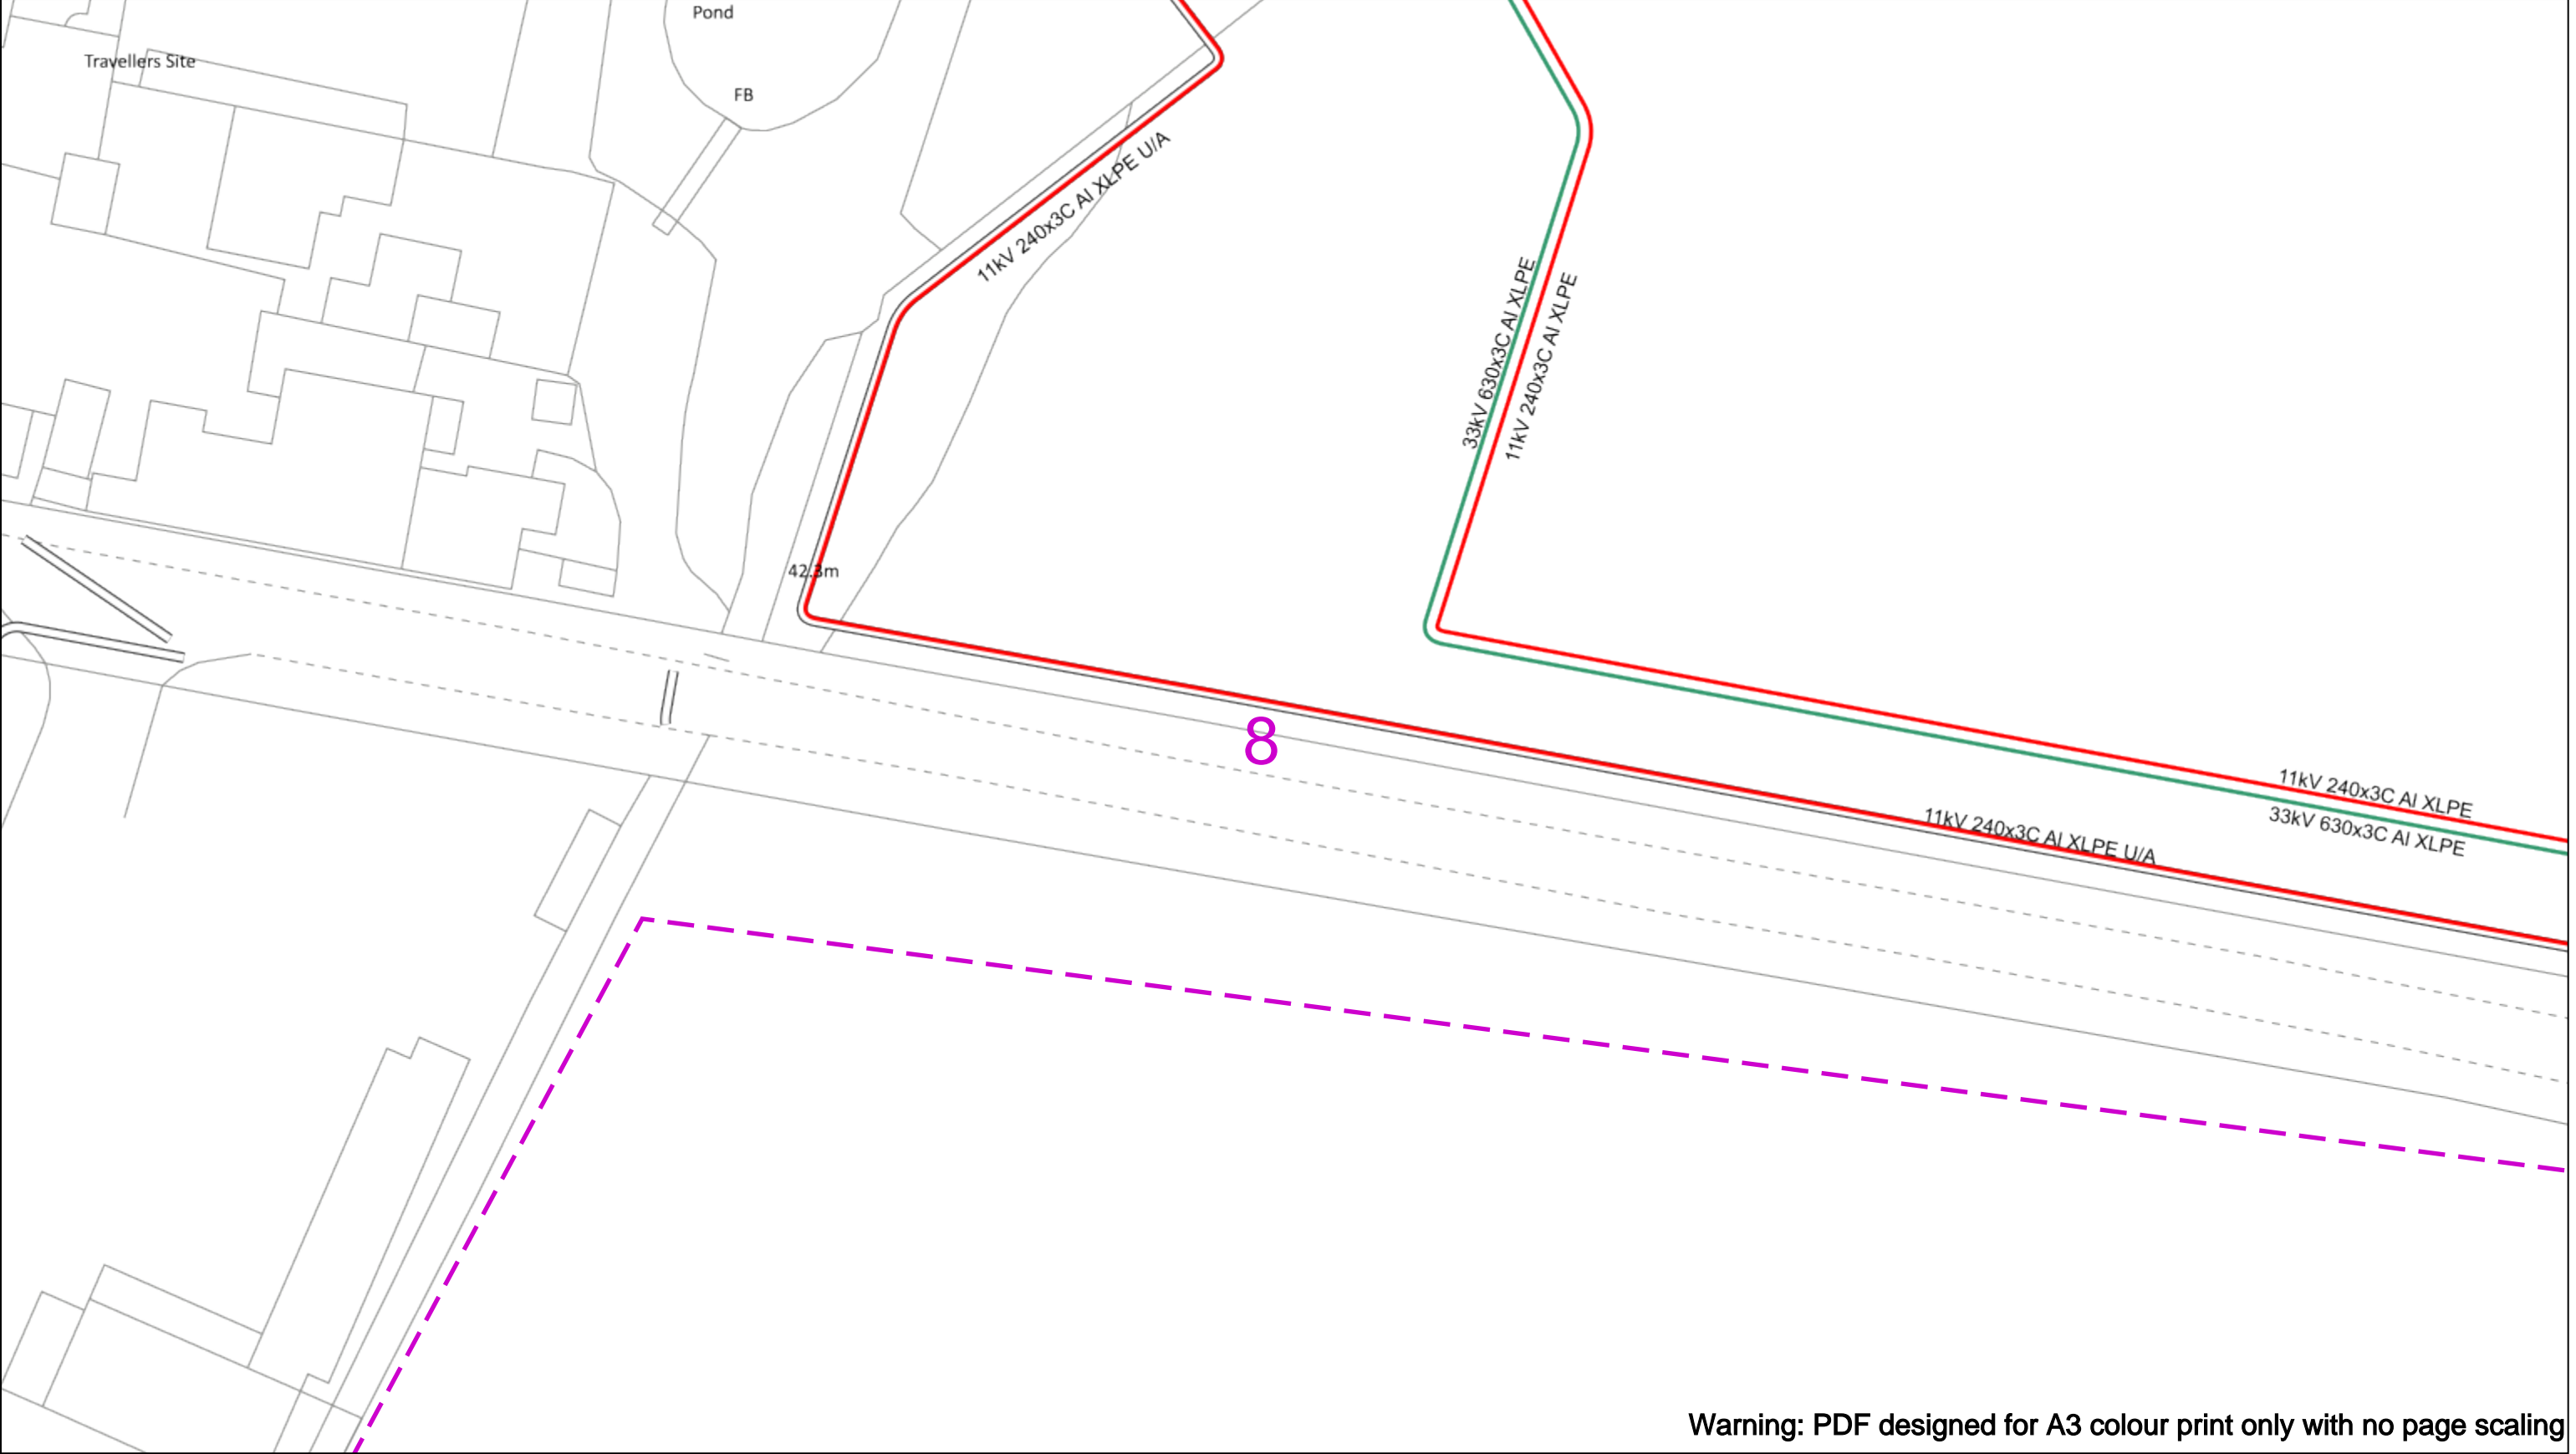 Pond
Travellers Site
FB
11kV 240x3C Al XLPE U/A
33kV 630x3C Al XLPE
11kV 240x3C Al XLPE
42.3m
8
11kV 240x3C Al XLPE
33kV 630x3C Al XLPE
11kV 240x3C Al XLPE U/A
Warning: PDF designed for A3 colour print only with no page scaling